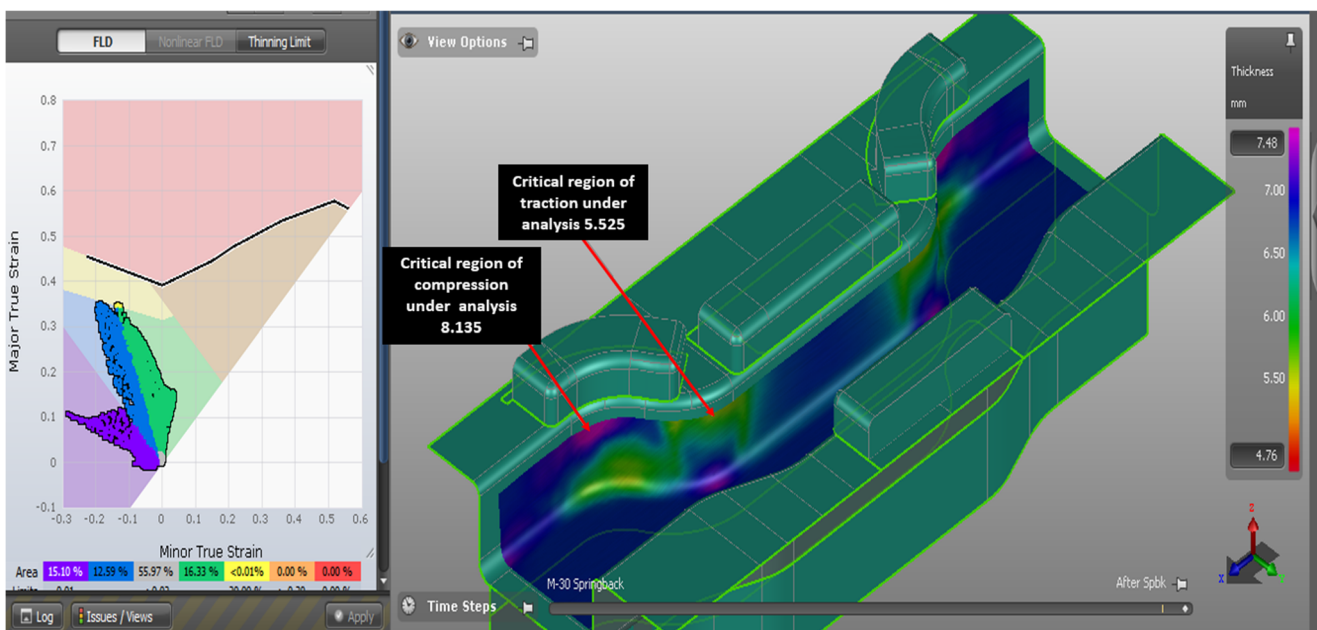 FLD Nonlinear FLD Thinning Limit
0.8
0.7
0.6
0.5
0.4
0.3
0.2
0.1
0
-0.1
Major True Strain
-0.3 -0.2 -0.1 0 0.1 0.2 0.3 0.4 0.5 0.6
Minor True Strain
Area 15.10 % 12.59 % 55.97 % 16.33 % <0.01% 0.00 % 0.00 %
Log Issues / Views Apply
View Options
Critical region of
traction under
analysis 5.525
Critical region of
compression
under analysis
8.135
Thickness
mm
7.48
7.00
6.50
6.00
5.50
4.76
z
x
y
M-30 Springback
After Spbk
Time Steps